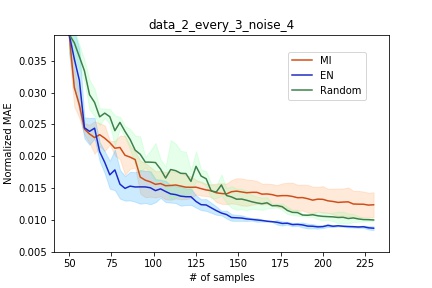 data_2_every_3_noise_4
MI
EN
Random
Normalized MAE
0.035
0.030
0.025
0.020
0.015
0.010
0.005
50 75 100 125 150 175 200 225
# of samples